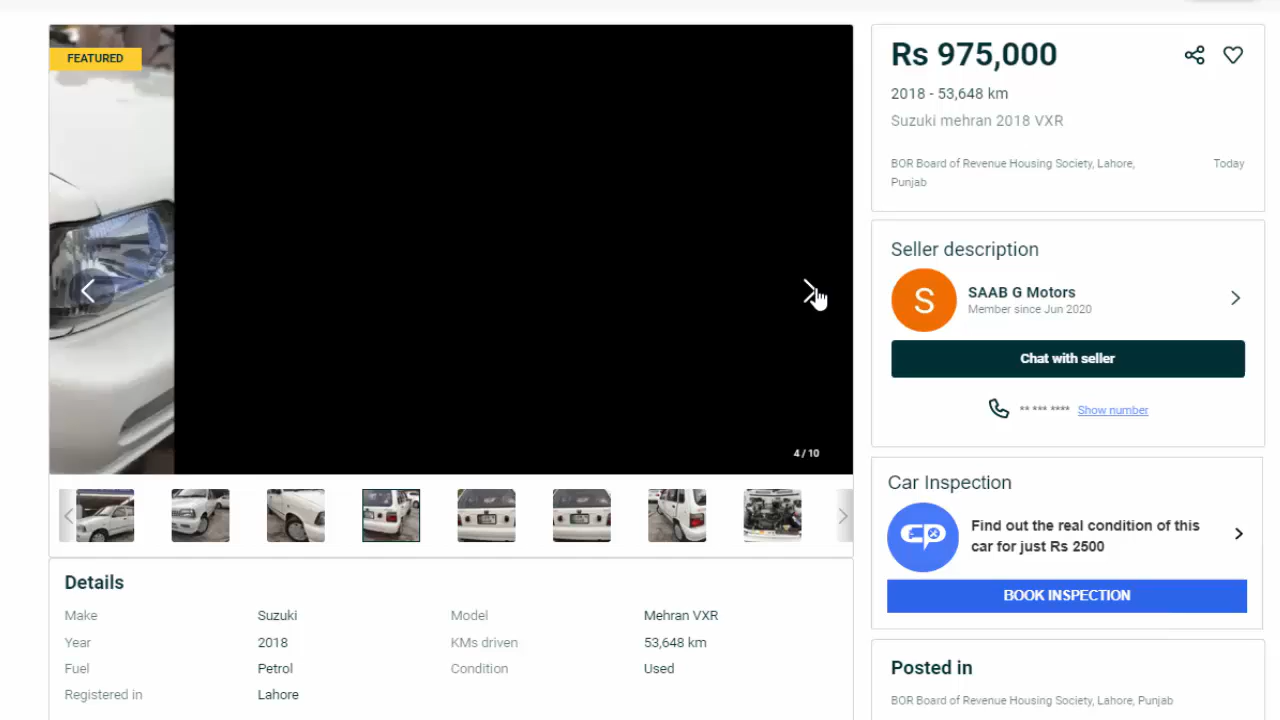 FEATURED
4 / 10
Rs 975,000
2018 - 53,648 km
Suzuki mehran 2018 VXR
BOR Board of Revenue Housing Society, Lahore,
Punjab
Today
Seller description
S
SAAB G Motors
Member since Jun 2020
Chat with seller
** *** **** Show number
Car Inspection
Find out the real condition of this
car for just Rs 2500
BOOK INSPECTION
Posted in
BOR Board of Revenue Housing Society, Lahore, Punjab
Details
Make Suzuki Model Mehran VXR
Year 2018 KMs driven 53,648 km
Fuel Petrol Condition Used
Registered in Lahore